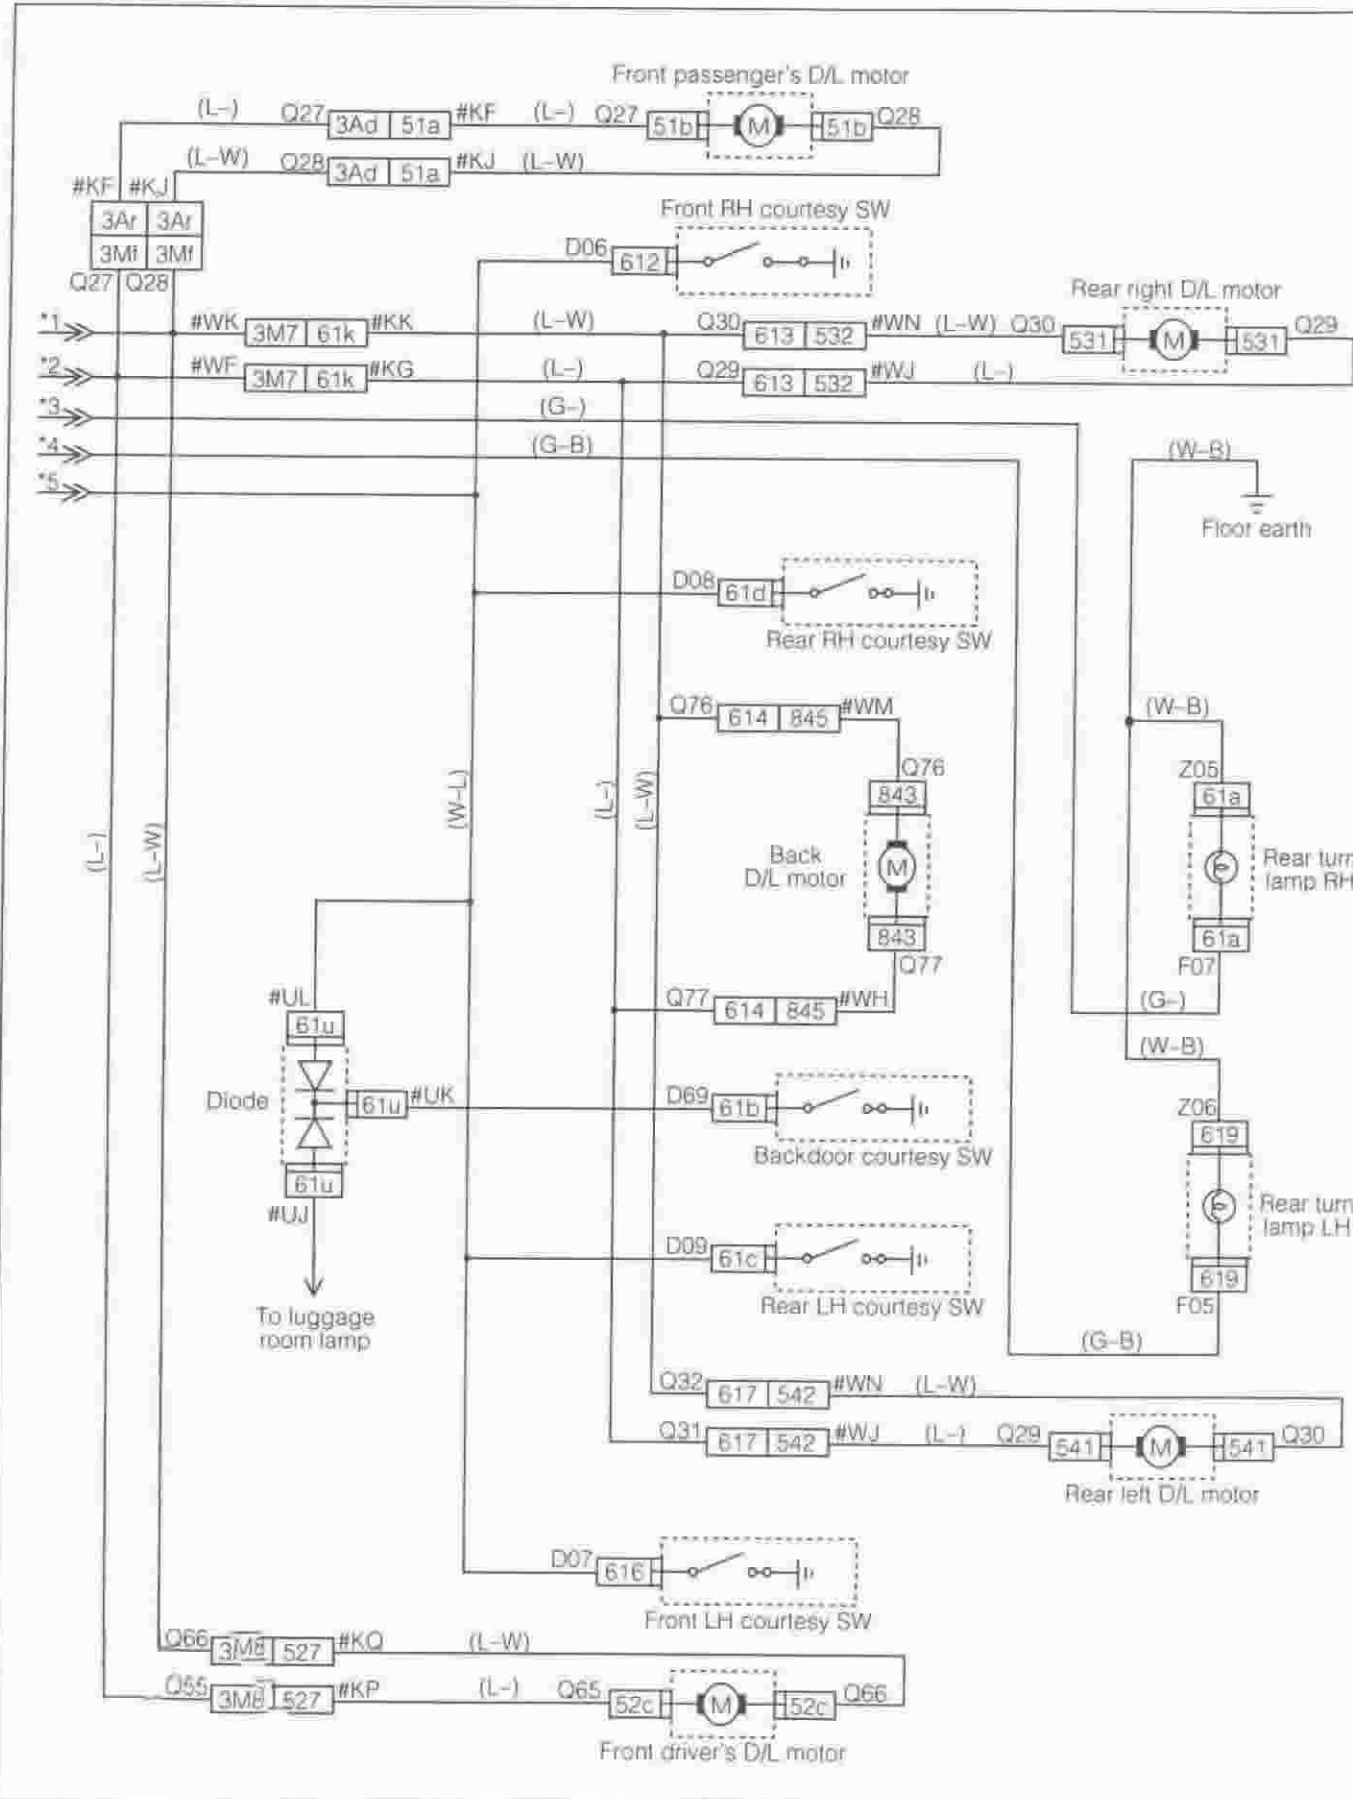 Front passenger's D/L motor
(L–) Q27 3Ad 51a #KF (L–) Q27 51b M 51b Q28
(L–W) Q28 3Ad 51a #KJ (L–W)
#KF #KJ
3Ar 3Ar
3Mf 3Mf
Q27 Q28
Front RH courtesy SW
D06 612
Rear right D/L motor
*1 #WK 3M7 61k #KK (L–W) Q30 613 532 #WN (L–W) Q30 531 M 531 Q29
*2 #WF 3M7 61k #KG (L–) Q29 613 532 #WJ (L–)
*3 (G–)
*4 (G–B)
*5
(W–B)
Floor earth
D08 61d
Rear RH courtesy SW
Q76 614 845 #WM
(W–B)
Q76
843
Z05
61a
(L–) (L–W) (W–L) (L–) (L–W)
Back
D/L motor
M
Rear turn
lamp RH
843
Q77
61a
F07
Q77 614 845 #WH
(G–)
(W–B)
#UL
61u
Diode
61u #UK
D69 61b
Backdoor courtesy SW
61u
#UJ
Z06
619
Rear turn
lamp LH
D09 61c
Rear LH courtesy SW
619
F05
To luggage
room lamp
(G–B)
Q32 617 542 #WN (L–W)
Q31 617 542 #WJ (L–) Q29 541 M 541 Q30
Rear left D/L motor
D07 616
Front LH courtesy SW
Q66 3M8 527 #KQ (L–W)
Q55 3M8 527 #KP (L–) Q65 52c M 52c Q66
Front driver's D/L motor